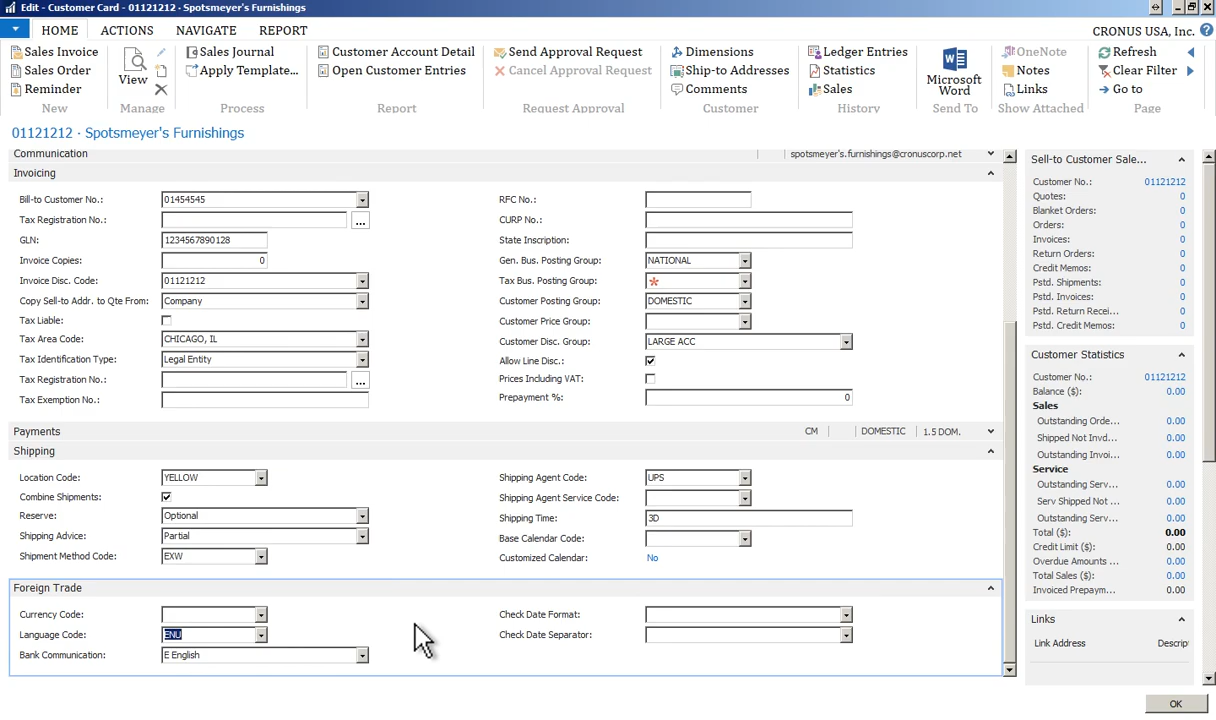 Edit - Customer Card - 01121212 - Spotsmeyer's Furnishings
HOME ACTIONS NAVIGATE REPORT CRONUS USA, Inc. ?
Sales Invoice Sales Journal Customer Account Detail Send Approval Request Dimensions Ledger Entries OneNote Refresh
Sales Order View Apply Template... Open Customer Entries Cancel Approval Request Ship-to Addresses Statistics Microsoft Word Notes Clear Filter
Reminder Comments Sales Links Go to
New Manage Process Report Request Approval Customer History Send To Show Attached Page
01121212 · Spotsmeyer's Furnishings
Communication spotsmeyer's.furnishings@cronuscorp.net
Invoicing
Bill-to Customer No.: 01454545 RFC No.:
Tax Registration No.: ... CURP No.:
GLN: 1234567890128 State Inscription:
Invoice Copies: 0 Gen. Bus. Posting Group: NATIONAL
Invoice Disc. Code: 01121212 Tax Bus. Posting Group: *
Copy Sell-to Addr. to Qte From: Company Customer Posting Group: DOMESTIC
Tax Liable: Customer Price Group:
Tax Area Code: CHICAGO, IL Customer Disc. Group: LARGE ACC
Tax Identification Type: Legal Entity Allow Line Disc.:
Tax Registration No.: ... Prices Including VAT:
Tax Exemption No.: Prepayment %: 0
Payments CM DOMESTIC 1.5 DOM.
Shipping
Location Code: YELLOW Shipping Agent Code: UPS
Combine Shipments: Shipping Agent Service Code:
Reserve: Optional Shipping Time: 3D
Shipping Advice: Partial Base Calendar Code:
Shipment Method Code: EXW Customized Calendar: No
Foreign Trade
Currency Code: Check Date Format:
Language Code: ENU Check Date Separator:
Bank Communication: E English
Sell-to Customer Sale...
Customer No.: 01121212
Quotes: 0
Blanket Orders: 0
Orders: 0
Invoices: 0
Return Orders: 0
Credit Memos: 0
Pstd. Shipments: 0
Pstd. Invoices: 0
Pstd. Return Recei... 0
Pstd. Credit Memos: 0
Customer Statistics
Customer No.: 01121212
Balance ($): 0.00
Sales
Outstanding Orde... 0.00
Shipped Not Invd... 0.00
Outstanding Invoi... 0.00
Service
Outstanding Serv... 0.00
Serv Shipped Not ... 0.00
Outstanding Serv... 0.00
Total ($): 0.00
Credit Limit ($): 0.00
Overdue Amounts ... 0.00
Total Sales ($): 0.00
Invoiced Prepaym... 0.00
Links
Link Address Descript
OK